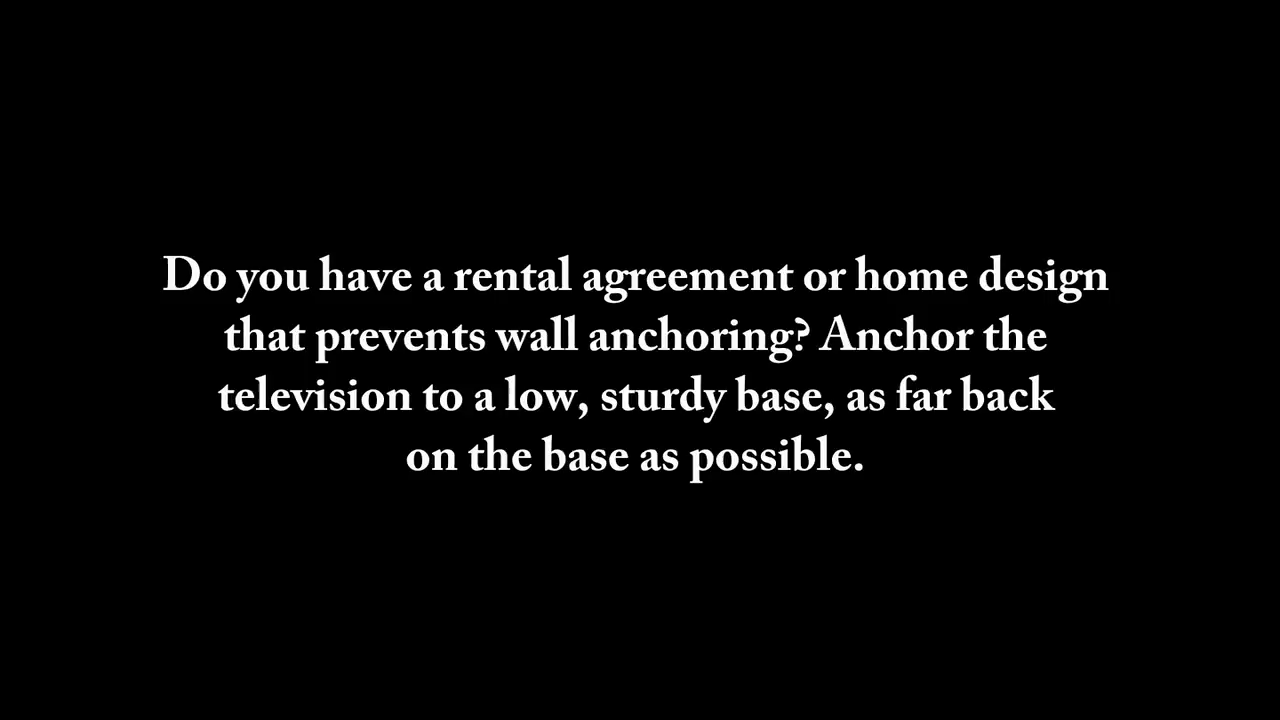 Do you have a rental agreement or home design
that prevents wall anchoring? Anchor the
television to a low, sturdy base, as far back
on the base as possible.